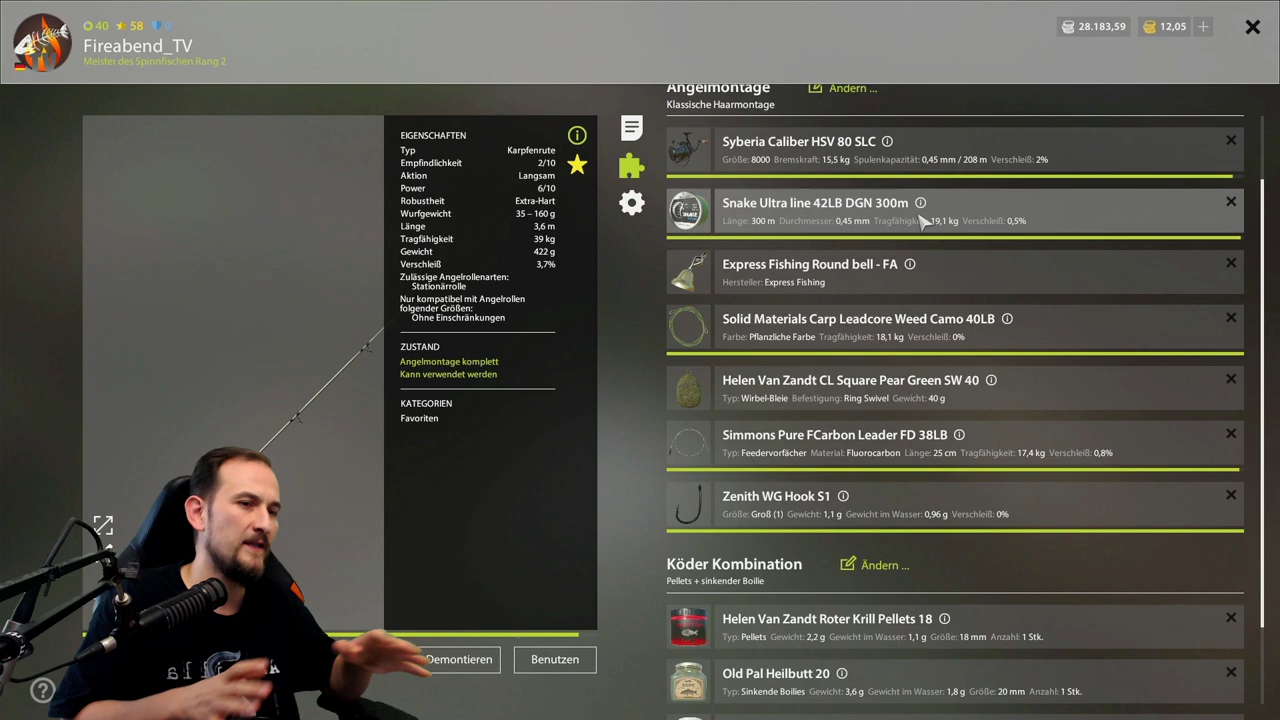 40 58 0
Fireabend_TV
Meister des Spinnfischen Rang 2
28.183,59 12,05
EIGENSCHAFTEN
Typ Karpfenrute
Empfindlichkeit 2/10
Aktion Langsam
Power 6/10
Robustheit Extra-Hart
Wurfgewicht 35 – 160 g
Länge 3,6 m
Tragfähigkeit 39 kg
Gewicht 422 g
Verschleiß 3,7%
Zulässige Angelrollenarten:
Stationärrolle
Nur kompatibel mit Angelrollen
folgender Größen:
Ohne Einschränkungen
ZUSTAND
Angelmontage komplett
Kann verwendet werden
KATEGORIEN
Favoriten
Demontieren
Benutzen
Angelmontage Ändern ...
Klassische Haarmontage
Syberia Caliber HSV 80 SLC
Größe: 8000 Bremskraft: 15,5 kg Spulenkapazität: 0,45 mm / 208 m Verschleiß: 2%
Snake Ultra line 42LB DGN 300m
Länge: 300 m Durchmesser: 0,45 mm Tragfähigk 19,1 kg Verschleiß: 0,5%
Express Fishing Round bell - FA
Hersteller: Express Fishing
Solid Materials Carp Leadcore Weed Camo 40LB
Farbe: Pflanzliche Farbe Tragfähigkeit: 18,1 kg Verschleiß: 0%
Helen Van Zandt CL Square Pear Green SW 40
Typ: Wirbel-Bleie Befestigung: Ring Swivel Gewicht: 40 g
Simmons Pure FCarbon Leader FD 38LB
Typ: Feedervorfächer Material: Fluorocarbon Länge: 25 cm Tragfähigkeit: 17,4 kg Verschleiß: 0,8%
Zenith WG Hook S1
Größe: Groß (1) Gewicht: 1,1 g Gewicht im Wasser: 0,96 g Verschleiß: 0%
Köder Kombination Ändern ...
Pellets + sinkender Boilie
Helen Van Zandt Roter Krill Pellets 18
Typ: Pellets Gewicht: 2,2 g Gewicht im Wasser: 1,1 g Größe: 18 mm Anzahl: 1 Stk.
Old Pal Heilbutt 20
Typ: Sinkende Boilies Gewicht: 3,6 g Gewicht im Wasser: 1,8 g Größe: 20 mm Anzahl: 1 Stk.